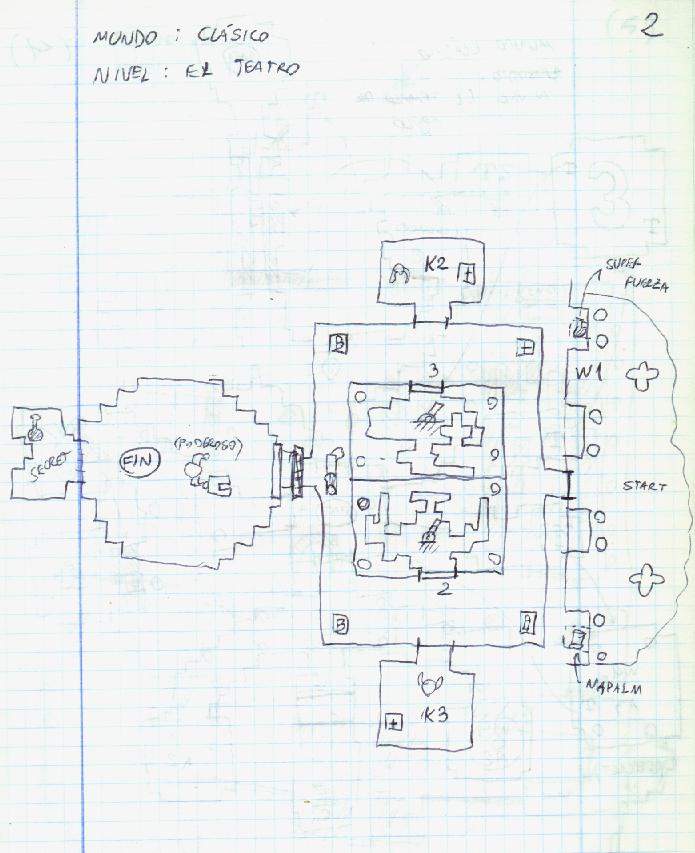 2
MUNDO : CLÁSICO
NIVEL : EL TEATRO
SUPER
FUERZA
K2
+
B
3
W1
(PODEROSO)
FIN
SECRET
START
2
B
A
NAPALM
K3
+